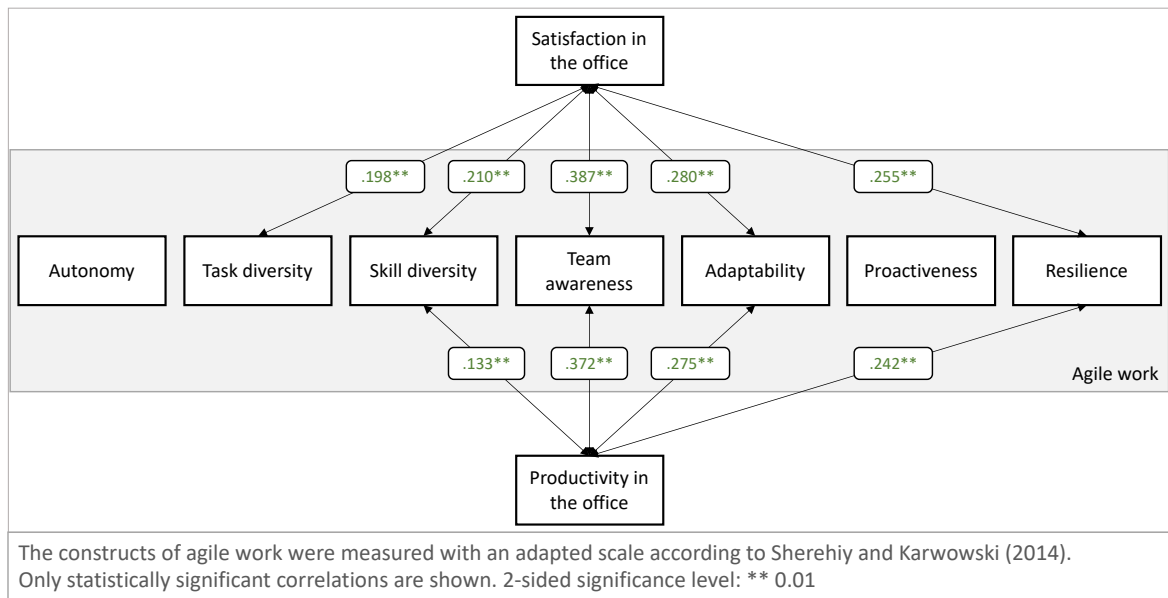 Satisfaction in
the office
.198**
.210**
.387**
.280**
.255**
Autonomy
Task diversity
Skill diversity
Team
awareness
Adaptability
Proactiveness
Resilience
.133**
.372**
.275**
.242**
Agile work
Productivity in
the office
The constructs of agile work were measured with an adapted scale according to Sherehiy and Karwowski (2014).
Only statistically significant correlations are shown. 2-sided significance level: ** 0.01